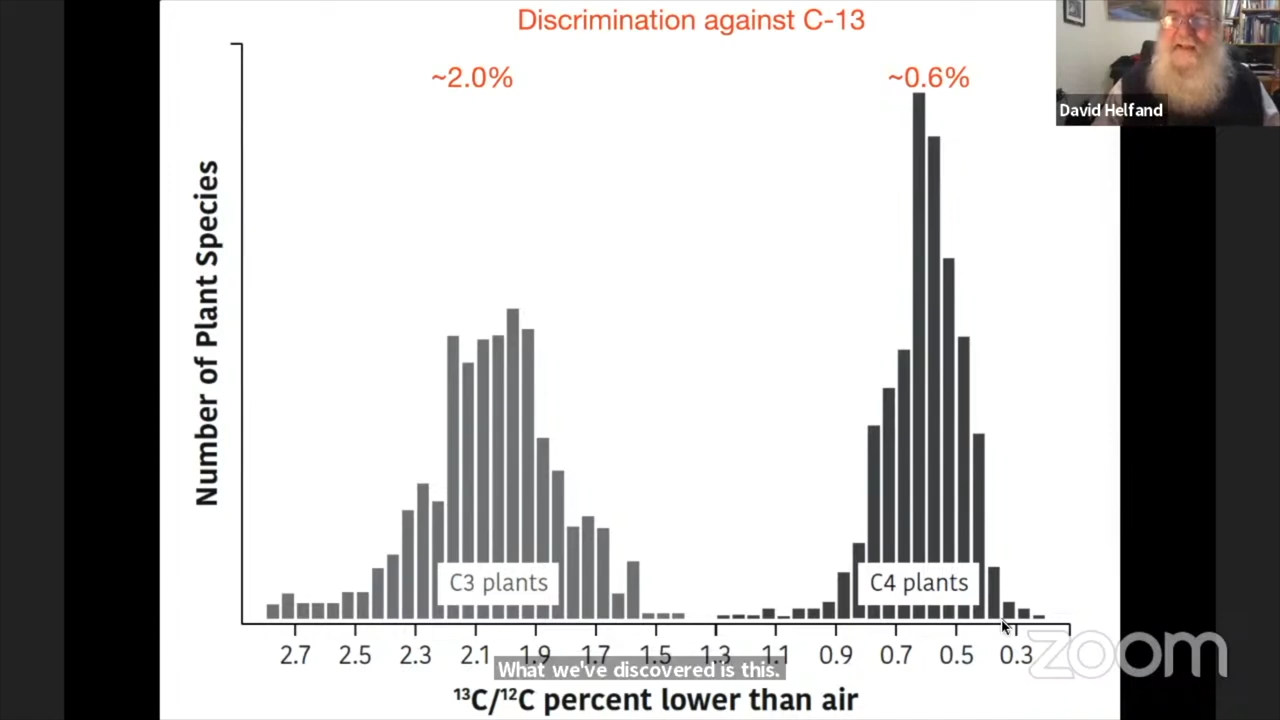 Discrimination against C-13
~2.0%
~0.6%
David Helfand
Number of Plant Species
C3 plants
C4 plants
2.7 2.5 2.3 2.1 1.9 1.7 1.5 1.3 1.1 0.9 0.7 0.5 0.3
What we've discovered is this.
zoom
¹³C/¹²C percent lower than air